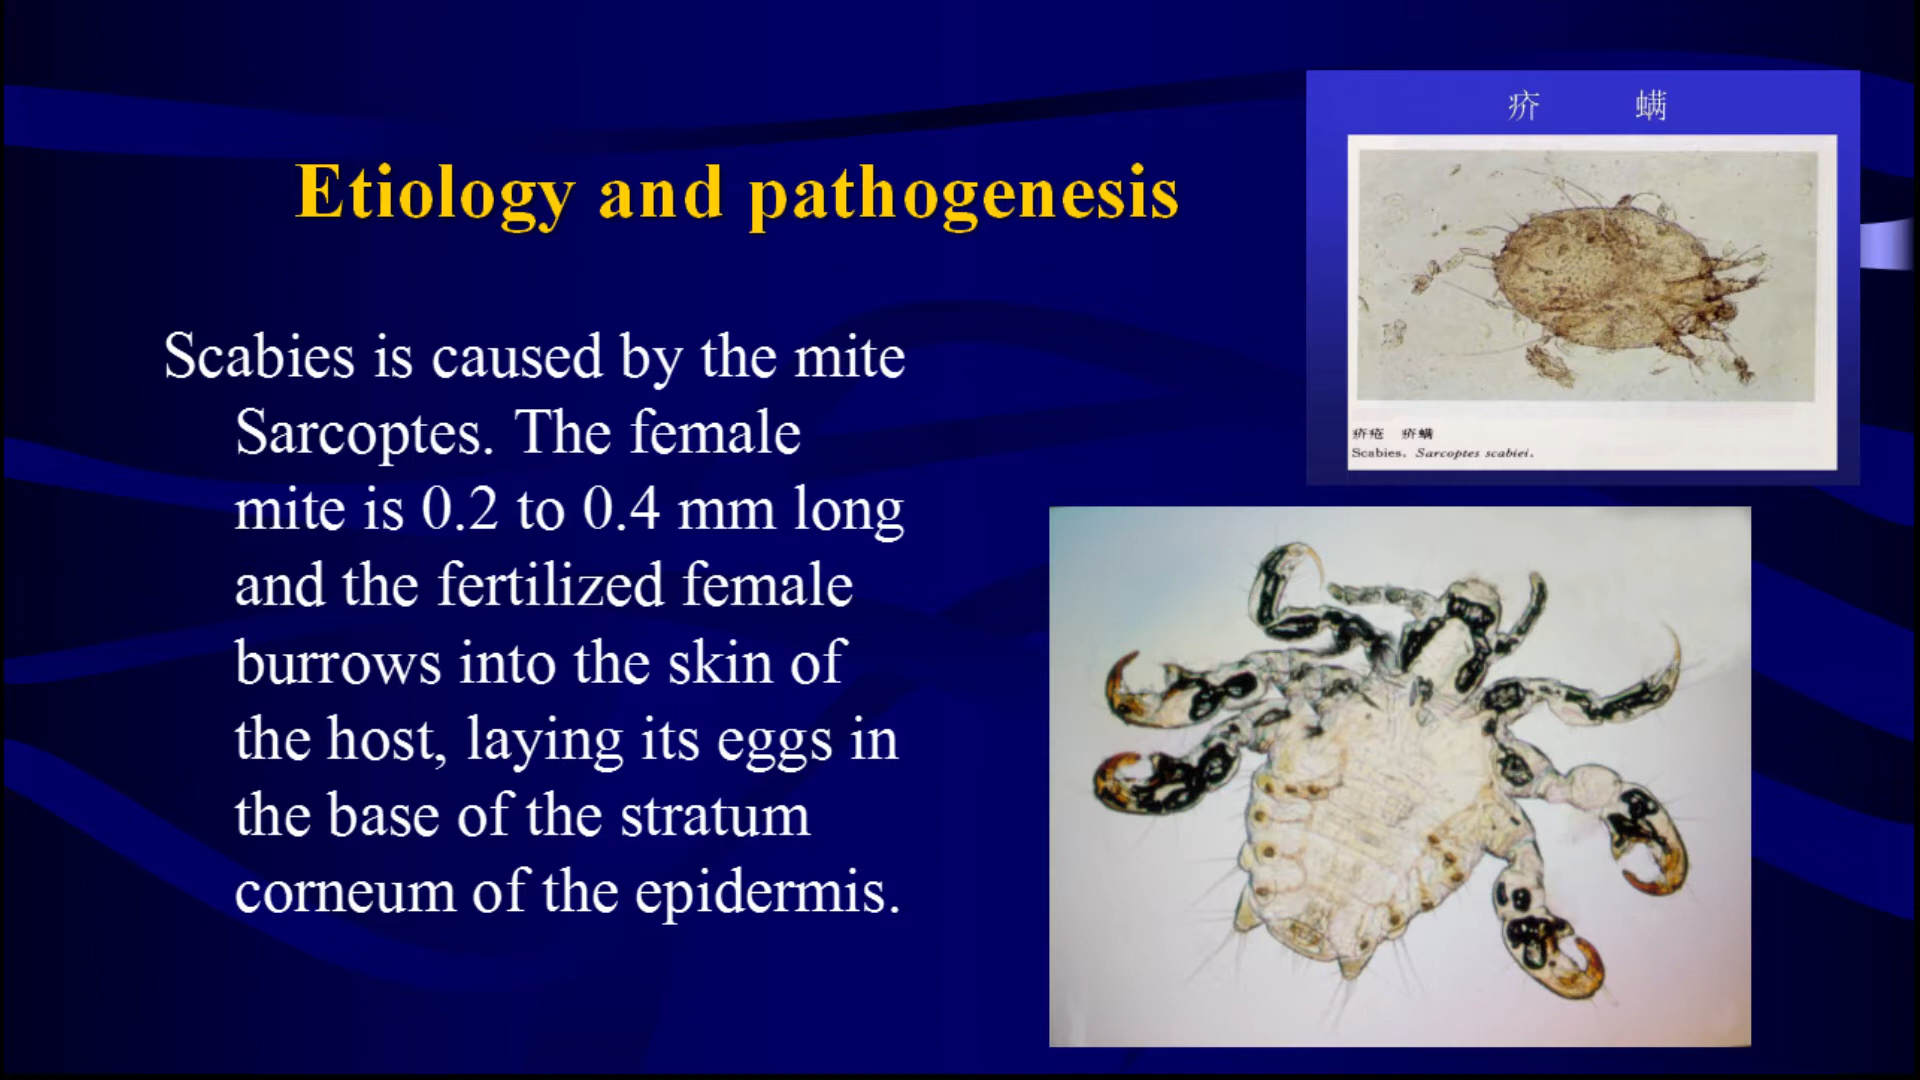 Etiology and pathogenesis
Scabies is caused by the mite
Sarcoptes. The female
mite is 0.2 to 0.4 mm long
and the fertilized female
burrows into the skin of
the host, laying its eggs in
the base of the stratum
corneum of the epidermis.
疥 螨
疥疮 疥螨
Scabies. Sarcoptes scabiei.